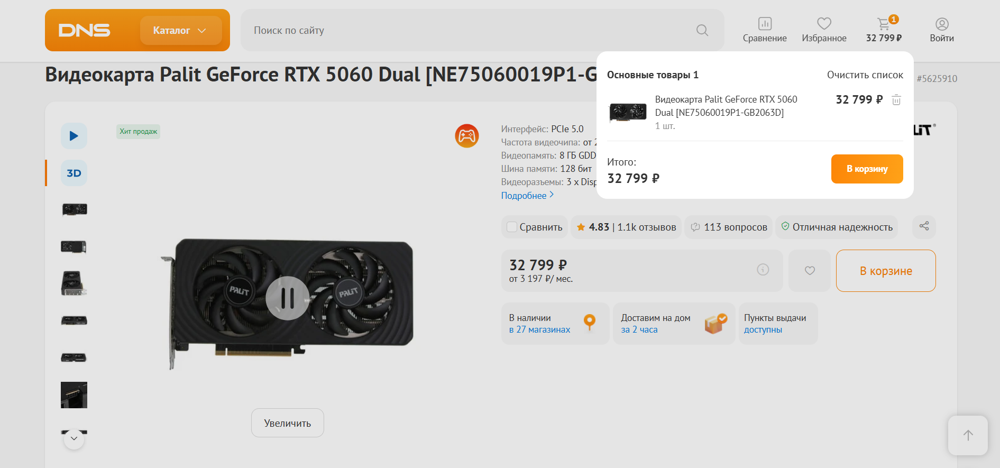 DNS
Каталог
Поиск по сайту
Сравнение
Избранное
1
32 799 ₽
Войти
Видеокарта Palit GeForce RTX 5060 Dual [NE75060019P1-G
#5625910
Основные товары 1
Очистить список
Видеокарта Palit GeForce RTX 5060
Dual [NE75060019P1-GB2063D]
1 шт.
32 799 ₽
Итого:
32 799 ₽
В корзину
3D
Хит продаж
Интерфейс: PCIe 5.0
Частота видеочипа: от 2
Видеопамять: 8 ГБ GDD
Шина памяти: 128 бит
Видеоразъемы: 3 x Disp
Подробнее
LiT®
Сравнить
4.83 | 1.1k отзывов
113 вопросов
Отличная надежность
32 799 ₽
от 3 197 ₽/ мес.
В корзине
PALiT
PALiT
В наличии
в 27 магазинах
Доставим на дом
за 2 часа
Пункты выдачи
доступны
Увеличить